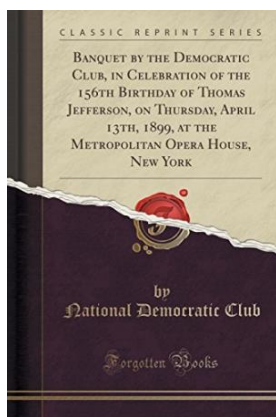 CLASSIC REPRINT SERIES
BANQUET BY THE DEMOCRATIC
CLUB, IN CELEBRATION OF THE
156TH BIRTHDAY OF THOMAS
JEFFERSON, ON THURSDAY, APRIL
13TH, 1899, AT THE
METROPOLITAN OPERA HOUSE,
NEW YORK
by
National Democratic Club
Forgotten Books